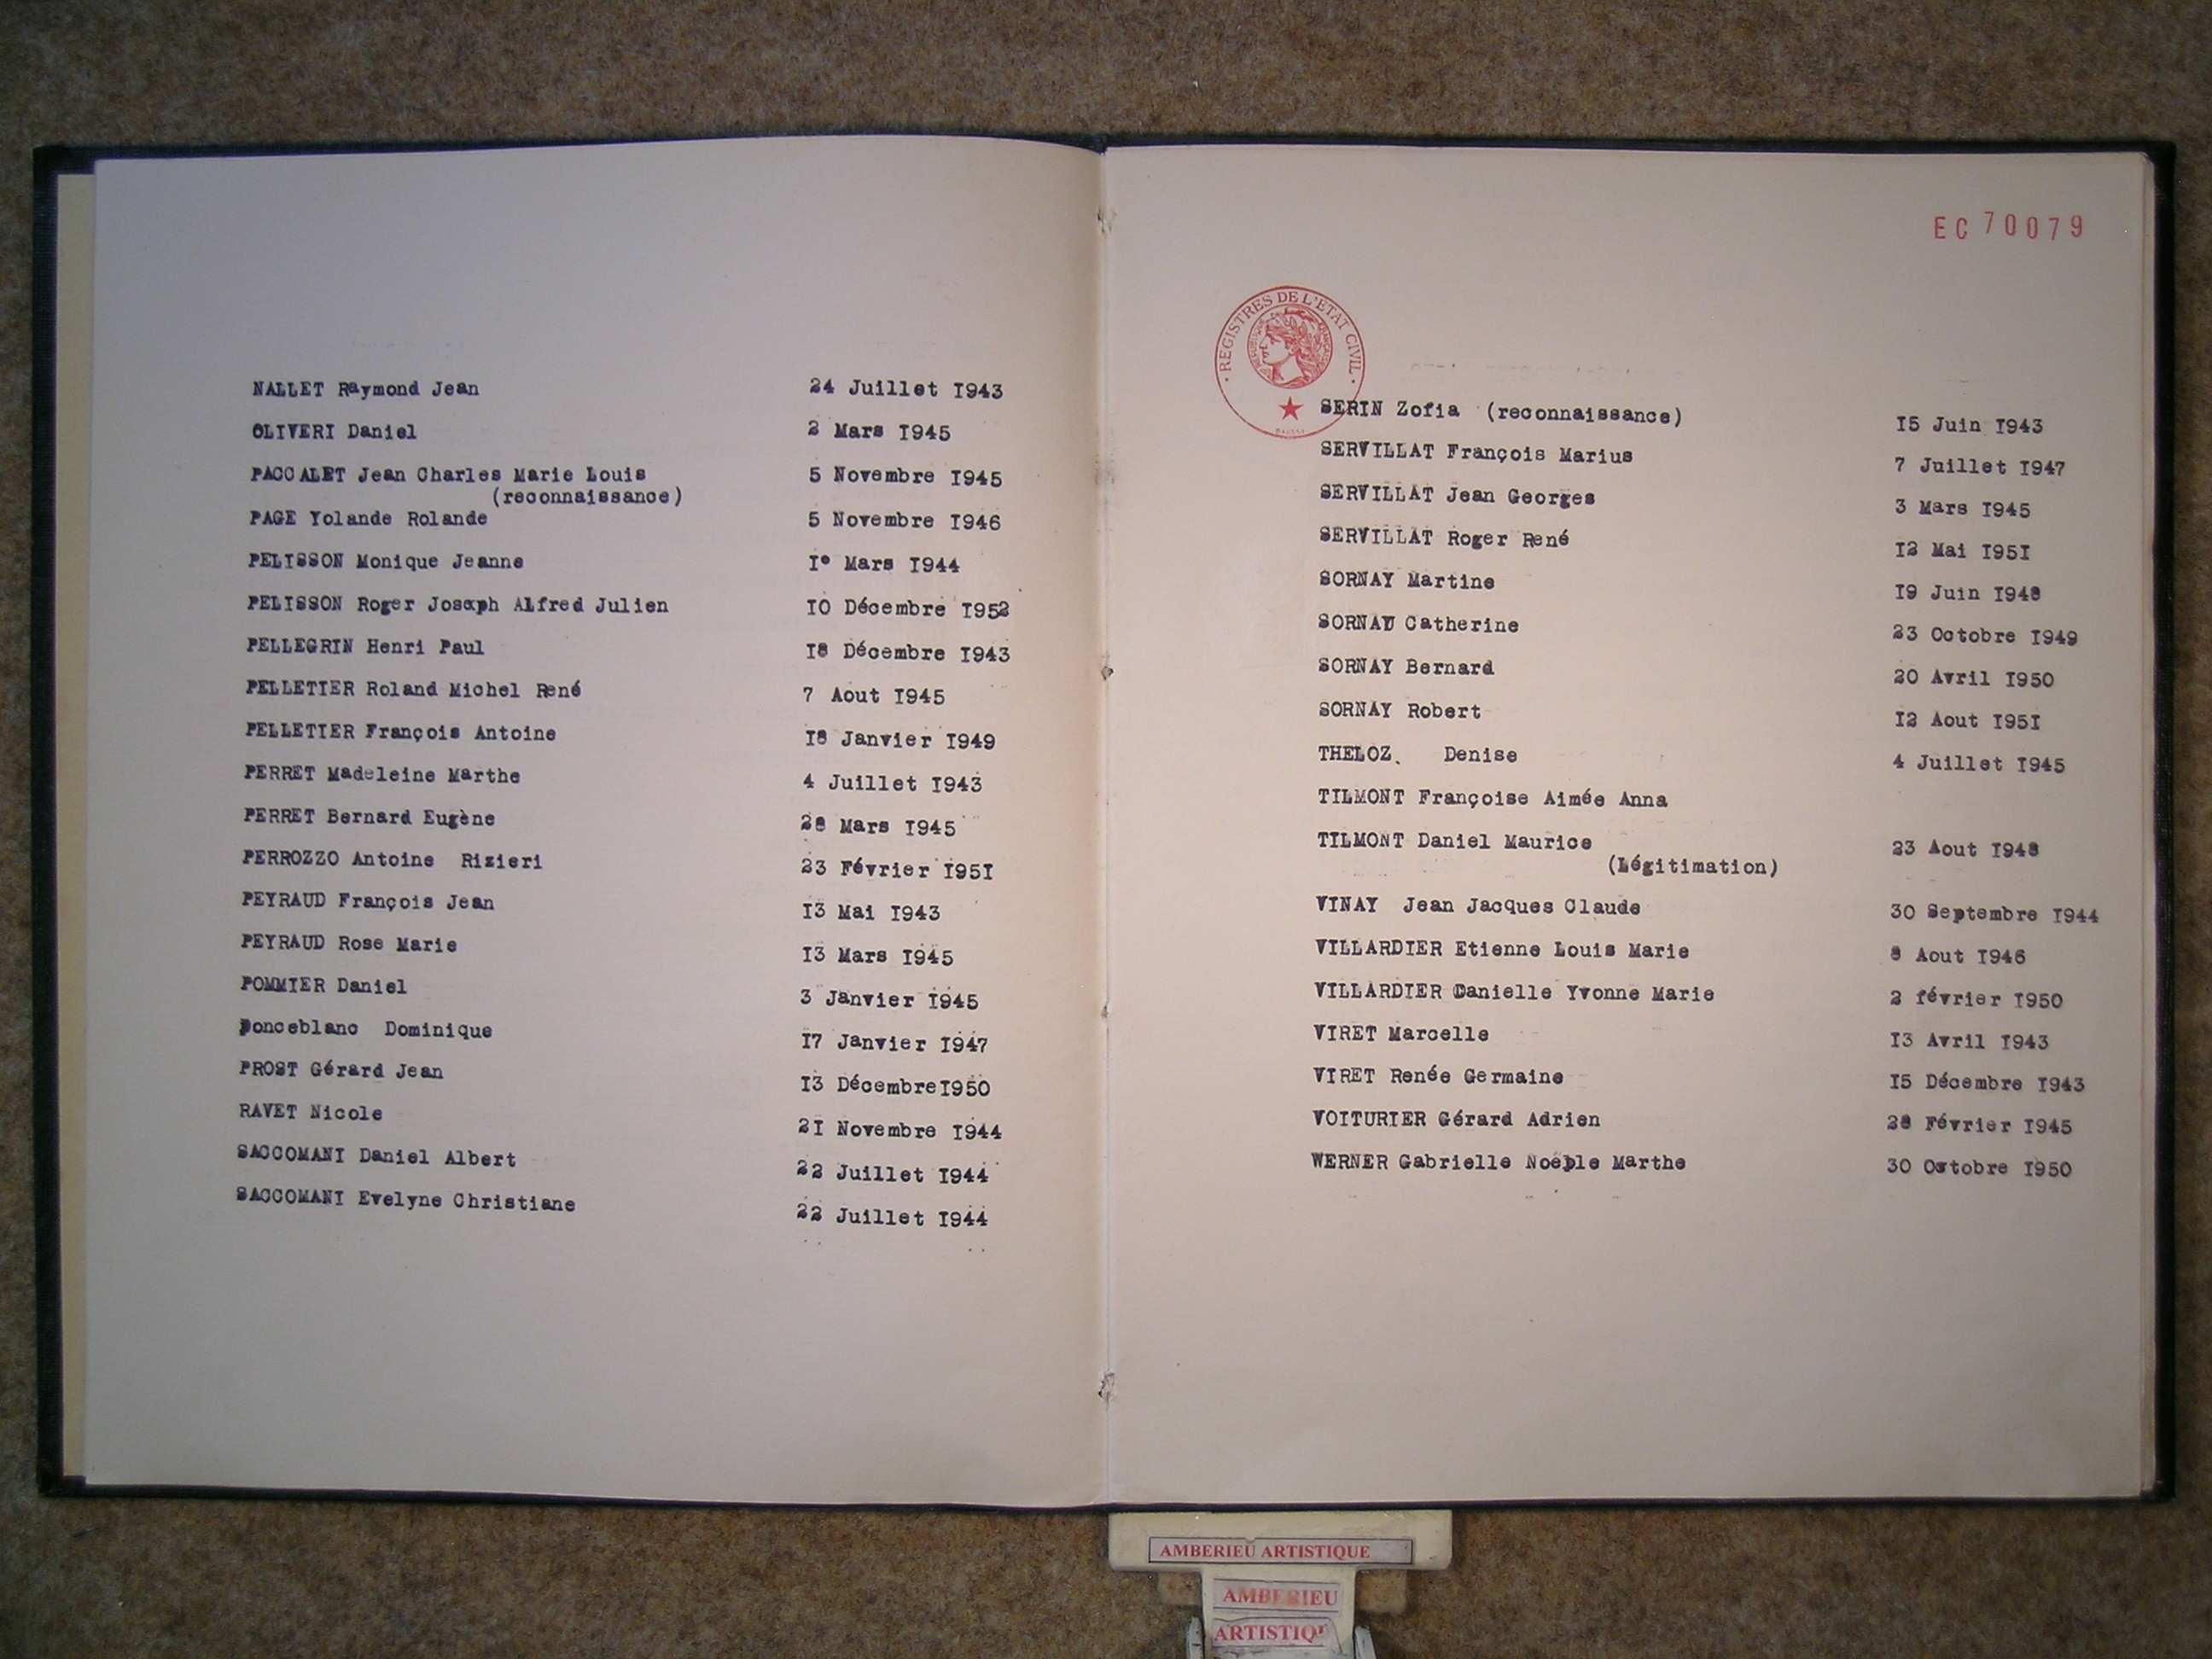 NALLET Raymond Jean 24 Juillet I943
OLIVERI Daniel 2 Mars I945
PACCALET Jean Charles Marie Louis 5 Novembre I945
(reconnaissance)
PAGE Yolande Rolande 5 Novembre I946
PELISSON Monique Jeanne I° Mars I944
PELISSON Roger Joseph Alfred Julien IO Décembre I952
PELLEGRIN Henri Paul I8 Décembre I943
PELLETIER Roland Michel René 7 Aout I945
PELLETIER François Antoine I8 Janvier I949
PERRET Madeleine Marthe 4 Juillet I943
PERRET Bernard Eugène 28 Mars I945
PERROZZO Antoine Rizieri 23 Février I95I
PEYRAUD François Jean I3 Mai I943
PEYRAUD Rose Marie I3 Mars I945
POMMIER Daniel 3 Janvier I945
Ponceblanc Dominique I7 Janvier I947
PROST Gérard Jean I3 Décembre I950
RAVET Nicole 2I Novembre I944
SACCOMANI Daniel Albert 22 Juillet I944
SACCOMANI Evelyne Christiane 22 Juillet I944
EC 70079
REGISTRES DE L'ETAT CIVIL
REPUBLIQUE FRANÇAISE
SERIN Zofia (reconnaissance) I5 Juin I943
SERVILLAT François Marius 7 Juillet I947
SERVILLAT Jean Georges 3 Mars I945
SERVILLAT Roger René I2 Mai I95I
SORNAY Martine I9 Juin I948
SORNAY Catherine 23 Octobre I949
SORNAY Bernard 20 Avril I950
SORNAY Robert I2 Aout I95I
THELOZ. Denise 4 Juillet I945
TILMONT Françoise Aimée Anna
TILMONT Daniel Maurice 23 Aout I948
(Légitimation)
VINAY Jean Jacques Claude 30 Septembre I944
VILLARDIER Etienne Louis Marie 8 Aout I946
VILLARDIER Danielle Yvonne Marie 2 février I950
VIRET Marcelle I3 Avril I943
VIRET Renée Germaine I5 Décembre I943
VOITURIER Gérard Adrien 28 Février I945
WERNER Gabrielle Marthe 30 Octobre I950
AMBERIEU ARTISTIQUE
AMBERIEU
ARTISTIQ